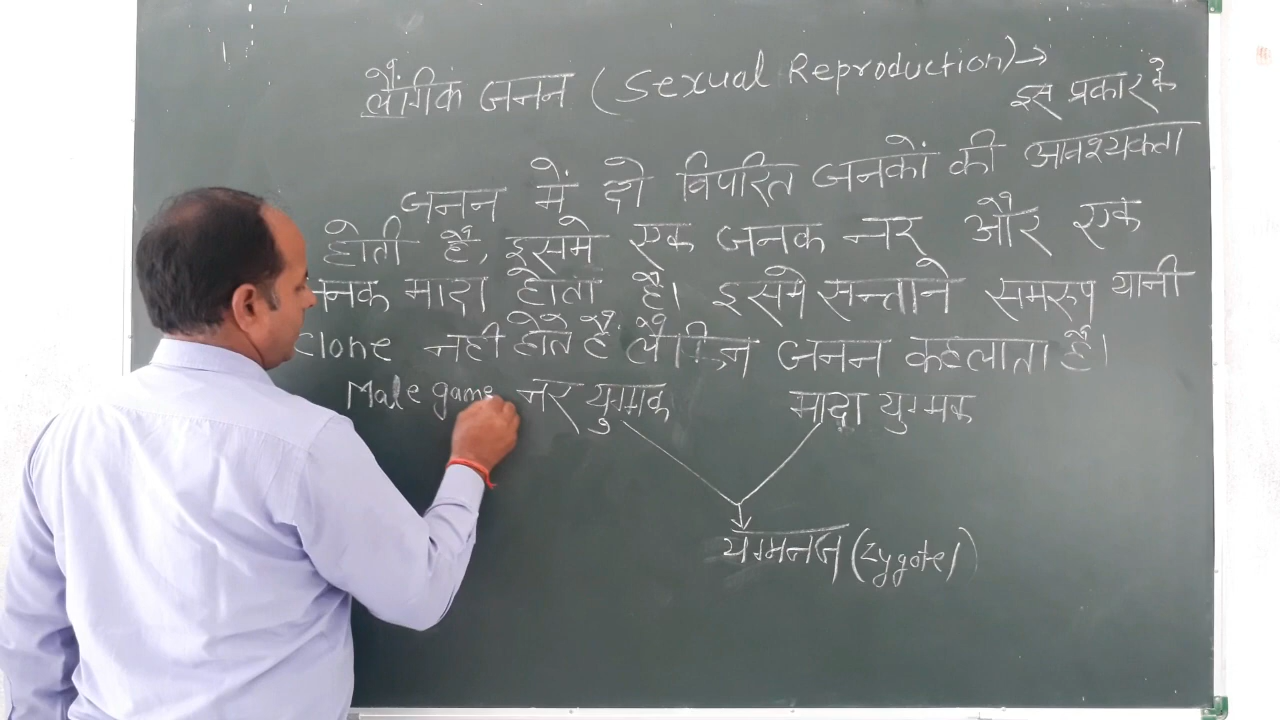 लैंगिक जनन (Sexual Reproduction)→
इस प्रकार के
जनन में दो विपरित जनकों की आवश्यकता
होती है, इसमे एक जनक नर और एक
जनक मादा होता है। इसमे सन्ताने समरुप यानी
clone नही होते है. लैंगिक जनन कहलाता है।
Male game नर युग्मक मादा युग्मक
युग्मनज (Zygote)